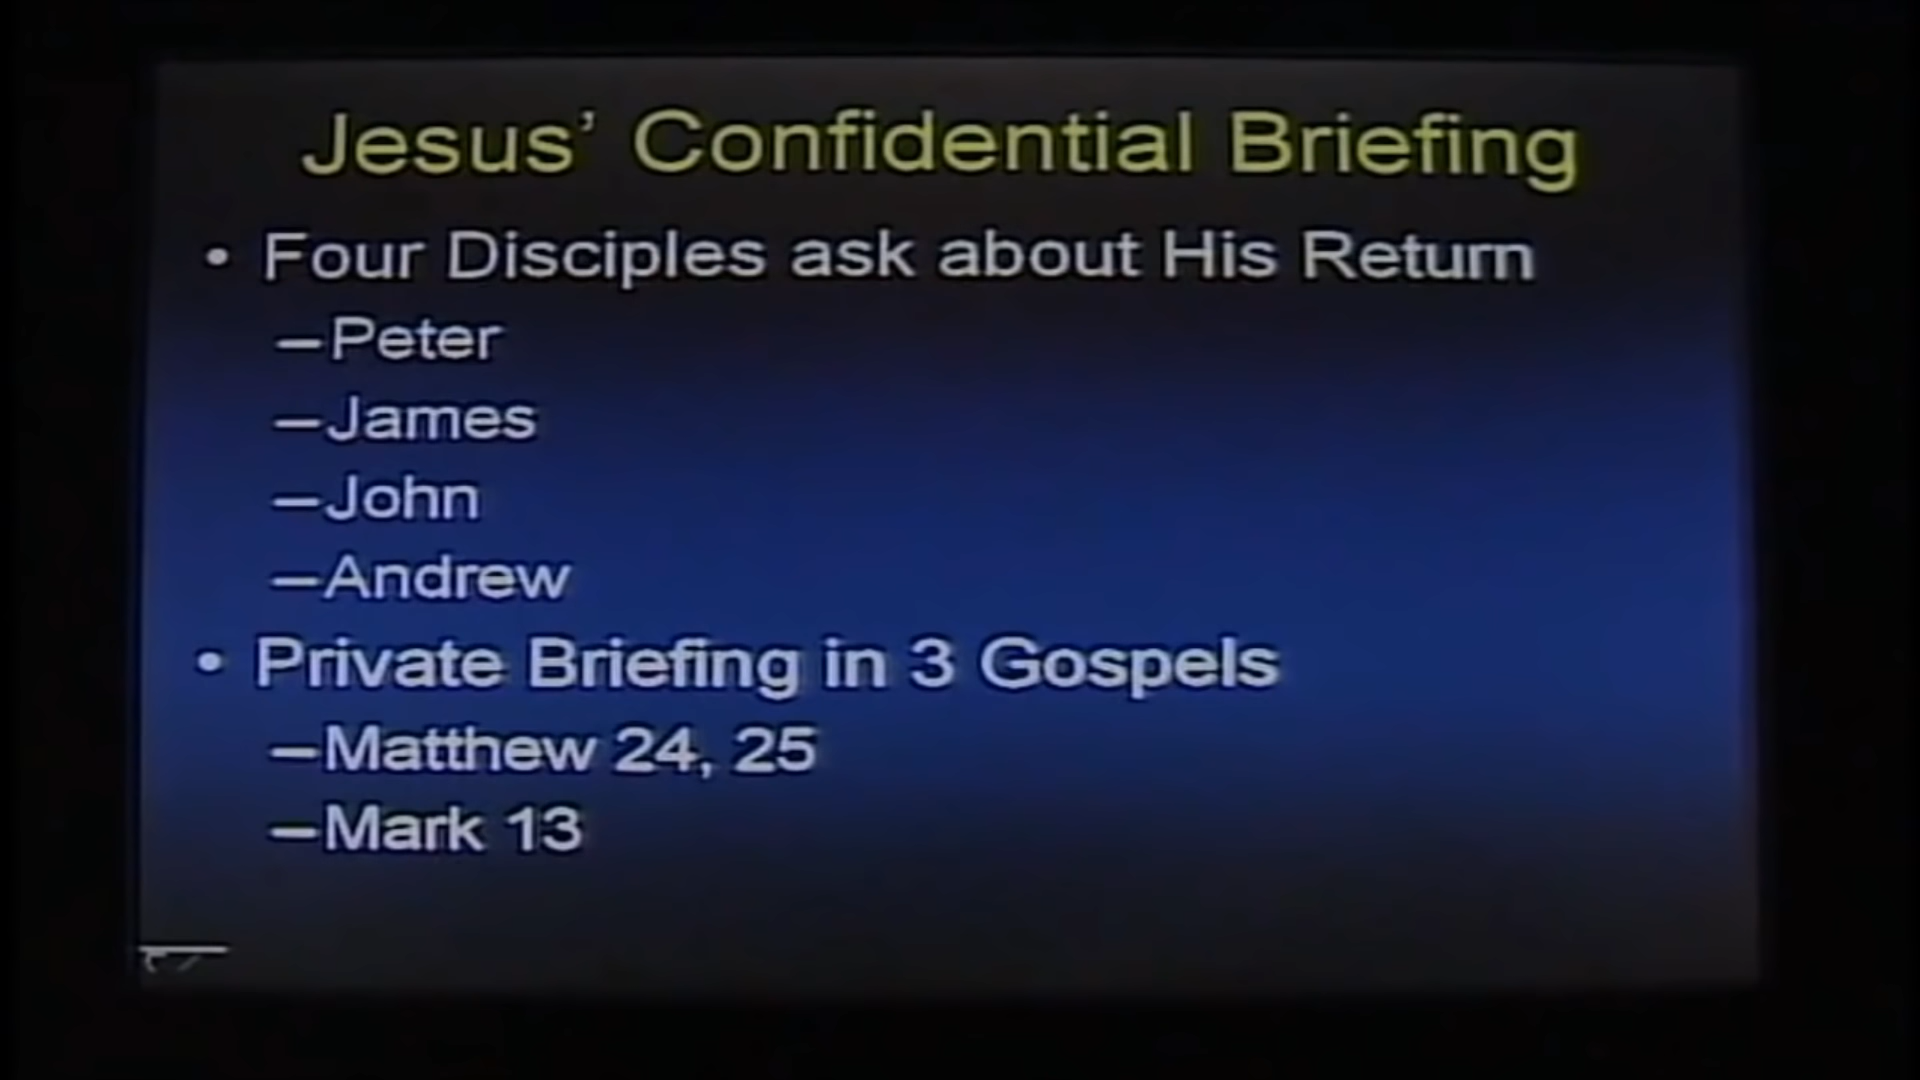 Jesus’ Confidential Briefing
• Four Disciples ask about His Return
–Peter
–James
–John
–Andrew
• Private Briefing in 3 Gospels
–Matthew 24, 25
–Mark 13